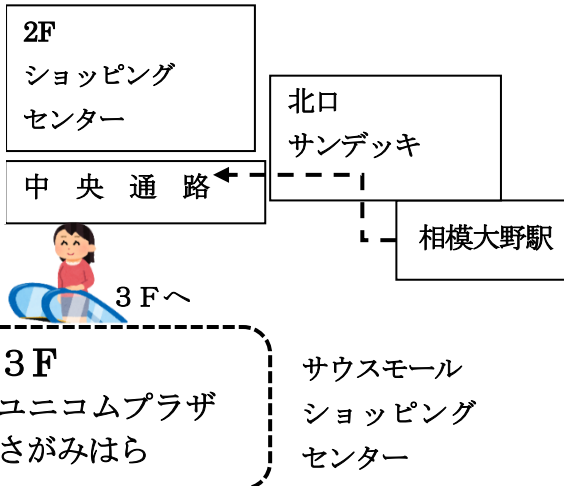 2F
ショッピング
センター
北口
サンデッキ
中央通路
相模大野駅
３Ｆへ
３F
ユニコムプラザ
さがみはら
サウスモール
ショッピング
センター